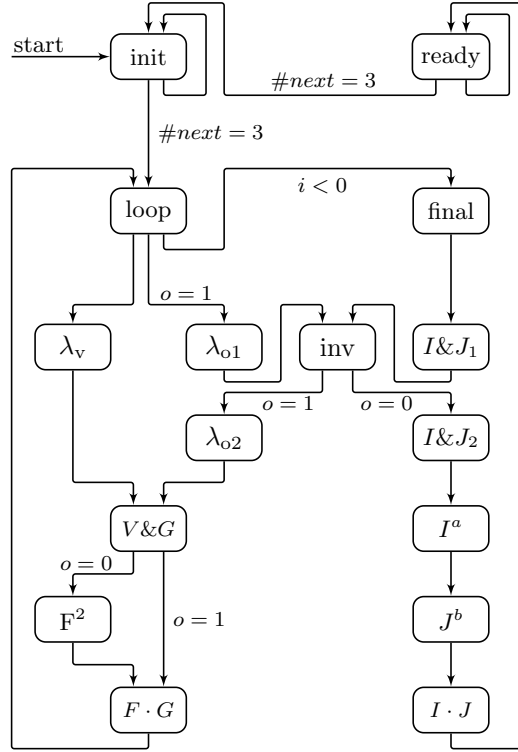 start
init
ready
#next = 3
#next = 3
i < 0
loop
final
o = 1
λv
λo1
inv
I&J1
o = 1
o = 0
λo2
I&J2
V&G
I^a
o = 0
F^2
o = 1
J^b
F · G
I · J